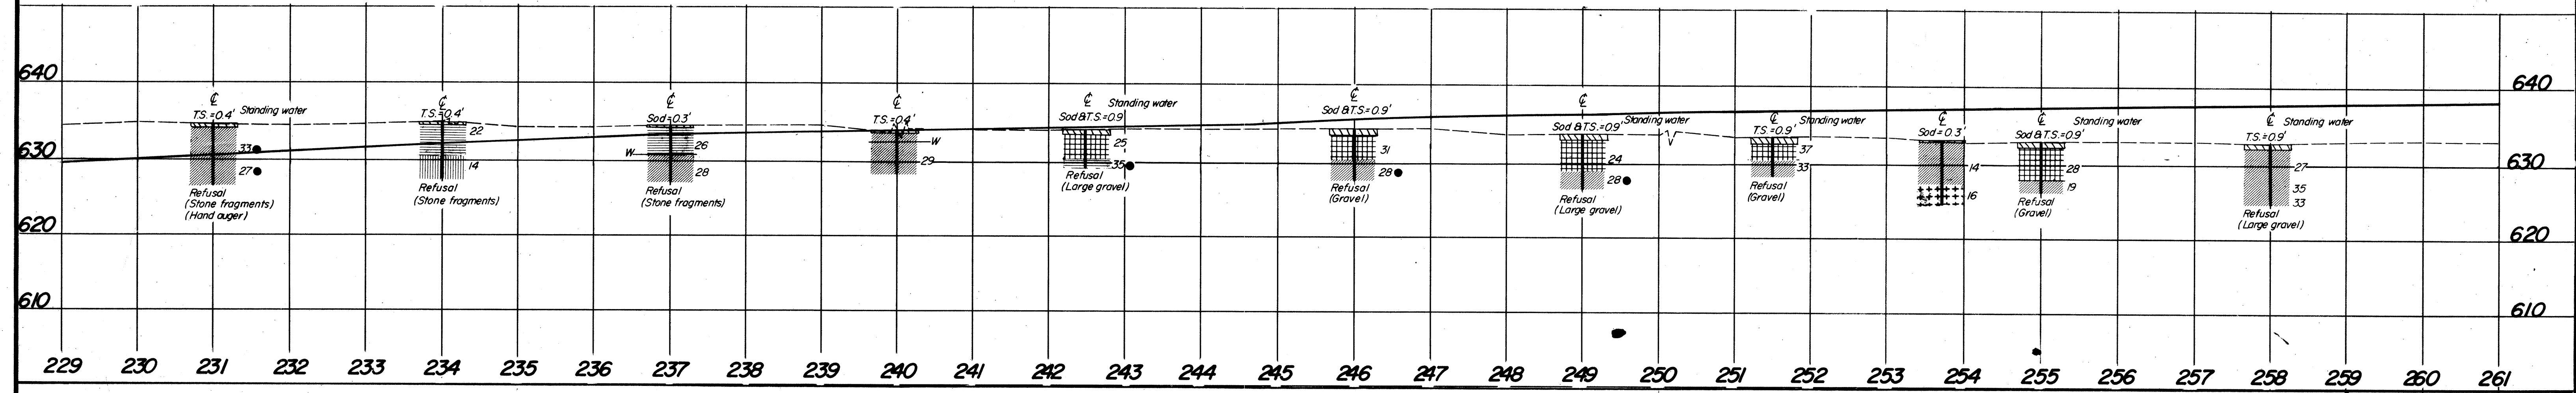 640
630
620
610
℄
T.S.=0.4' Standing water
33
27
Refusal
(Stone fragments)
(Hand auger)
℄
T.S.=0.4'
22
14
Refusal
(Stone fragments)
℄
Sod=0.3'
26
W
28
Refusal
(Stone fragments)
℄
T.S.=0.4'
W
29
℄ Standing water
Sod & T.S.=0.9'
25
35
Refusal
(Large gravel)
℄
Sod & T.S.=0.9'
31
28
Refusal
(Gravel)
℄
Sod & T.S.=0.9' Standing water
24
28
Refusal
(Large gravel)
℄ Standing water
T.S.=0.9'
37
33
Refusal
(Gravel)
℄
Sod=0.3'
14
16
℄ Standing water
Sod & T.S.=0.9'
28
19
Refusal
(Gravel)
℄ Standing water
T.S.=0.9'
27
35
33
Refusal
(Large gravel)
640
630
620
610
229 230 231 232 233 234 235 236 237 238 239 240 241 242 243 244 245 246 247 248 249 250 251 252 253 254 255 256 257 258 259 260 261